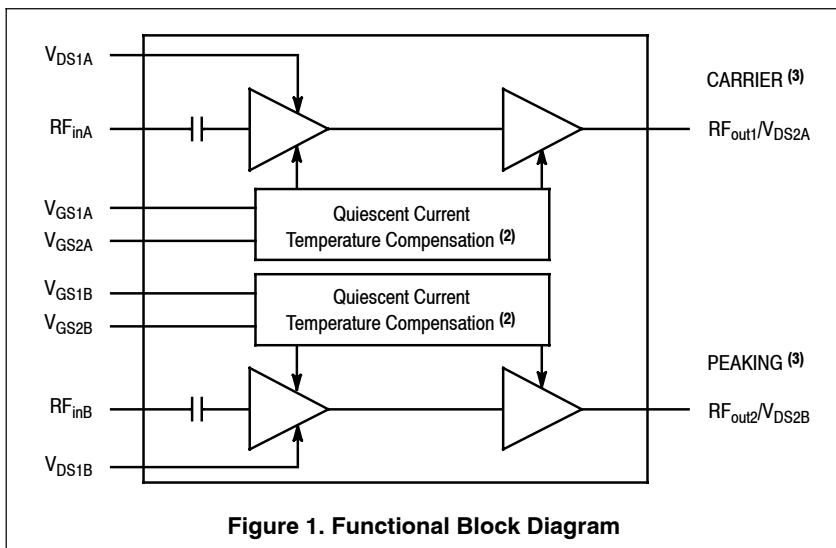 V_DS1A
CARRIER (3)
RF_inA
RF_out1/V_DS2A
V_GS1A
Quiescent Current
V_GS2A
Temperature Compensation (2)
V_GS1B
Quiescent Current
V_GS2B
Temperature Compensation (2)
PEAKING (3)
RF_inB
RF_out2/V_DS2B
V_DS1B
Figure 1. Functional Block Diagram